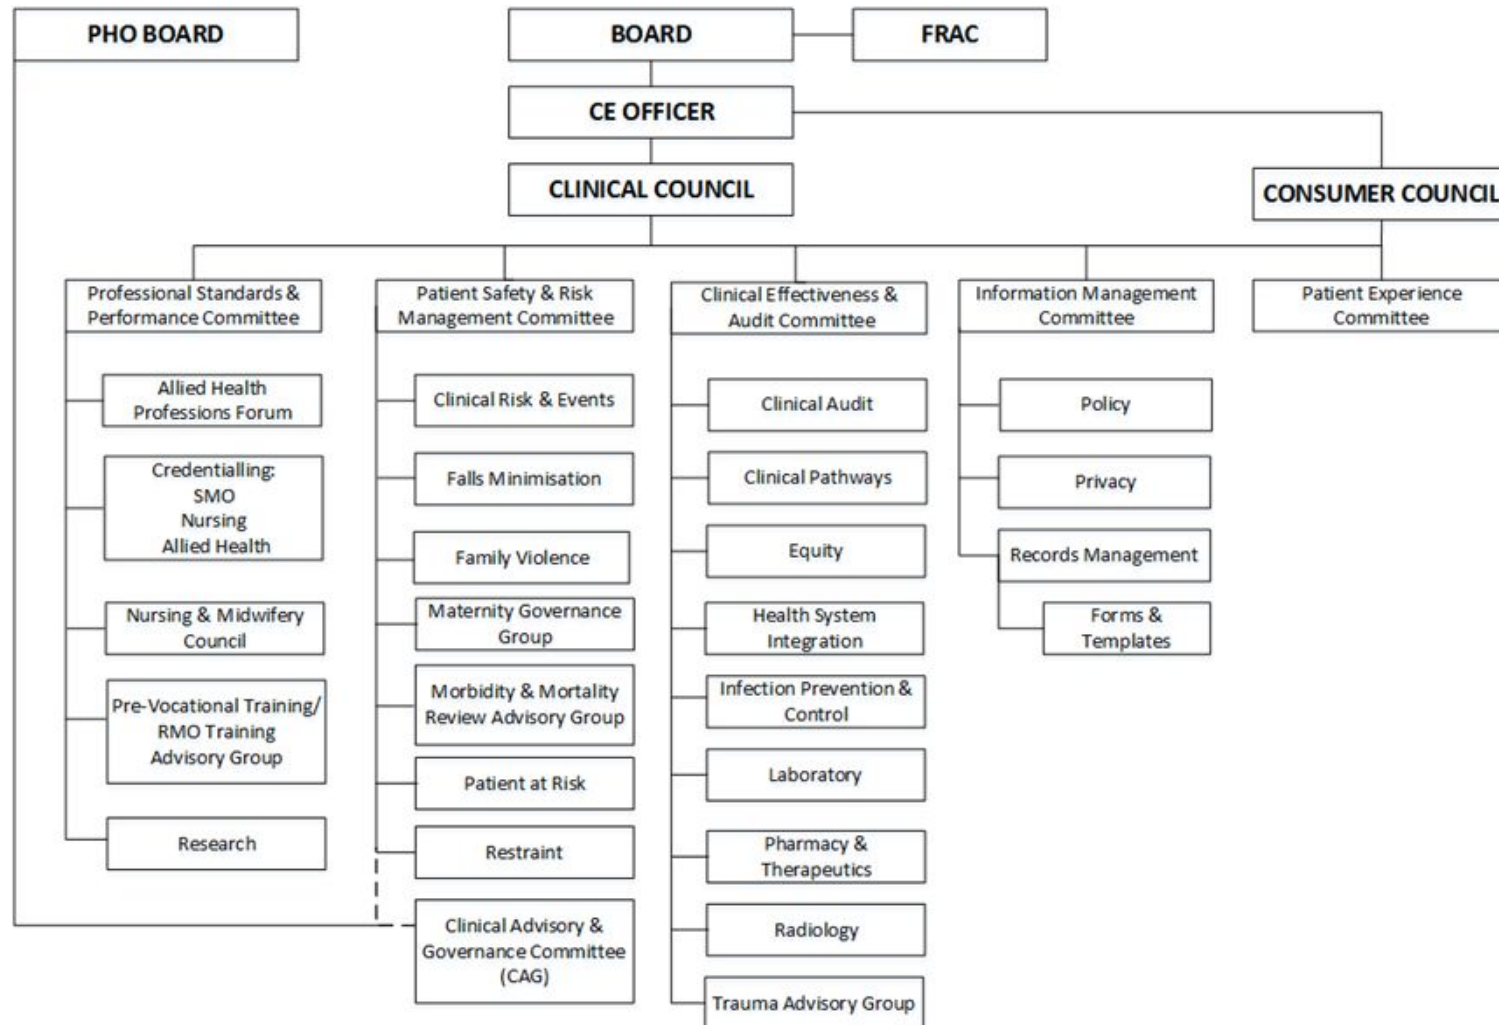 PHO BOARD
BOARD
FRAC
CE OFFICER
CLINICAL COUNCIL
CONSUMER COUNCIL
Professional Standards &
Performance Committee
Patient Safety & Risk
Management Committee
Clinical Effectiveness &
Audit Committee
Information Management
Committee
Patient Experience
Committee
Allied Health
Professions Forum
Credentialling:
SMO
Nursing
Allied Health
Nursing & Midwifery
Council
Pre-Vocational Training/
RMO Training
Advisory Group
Research
Clinical Risk & Events
Falls Minimisation
Family Violence
Maternity Governance
Group
Morbidity & Mortality
Review Advisory Group
Patient at Risk
Restraint
Clinical Advisory &
Governance Committee
(CAG)
Clinical Audit
Clinical Pathways
Equity
Health System
Integration
Infection Prevention &
Control
Laboratory
Pharmacy &
Therapeutics
Radiology
Trauma Advisory Group
Policy
Privacy
Records Management
Forms &
Templates